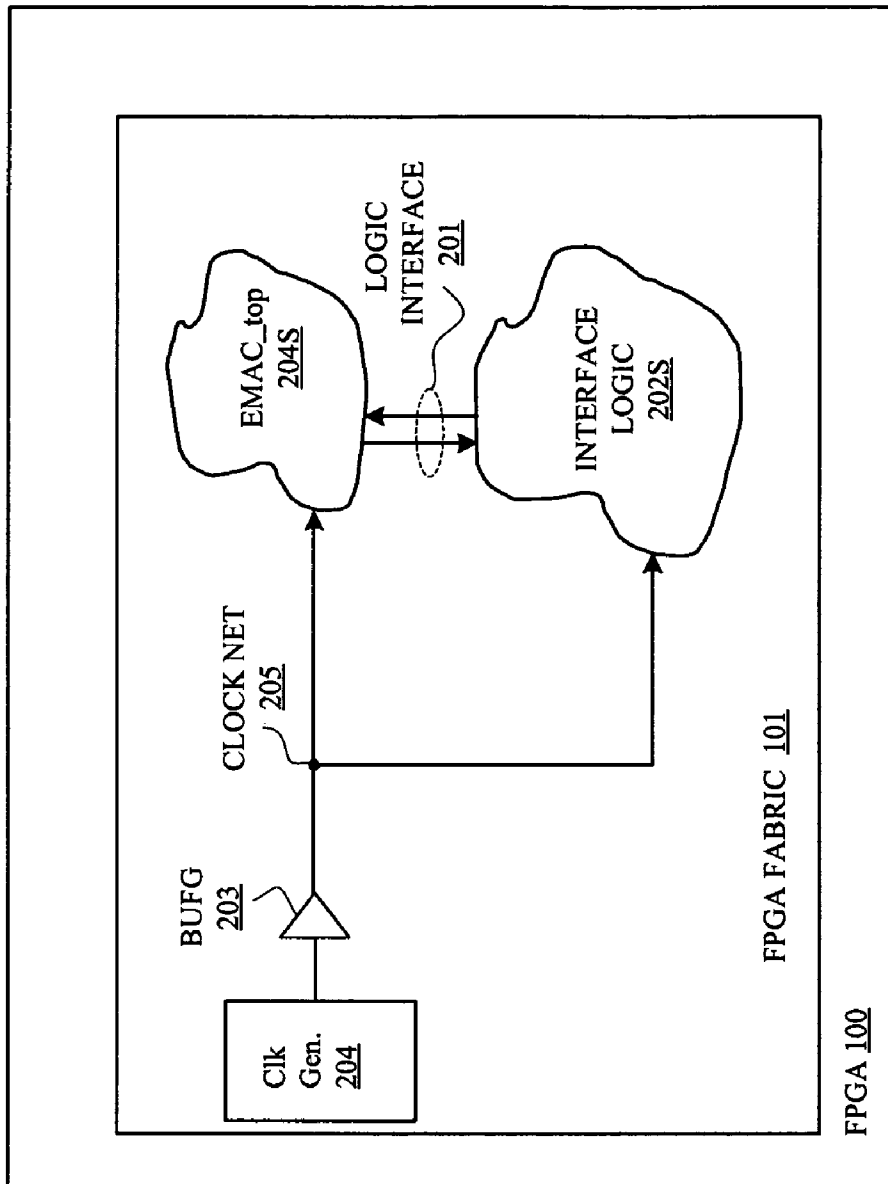 Clk
Gen.
204
BUFG
203
CLOCK NET
205
EMAC_top
204S
LOGIC
INTERFACE
201
INTERFACE
LOGIC
202S
FPGA FABRIC 101
FPGA 100